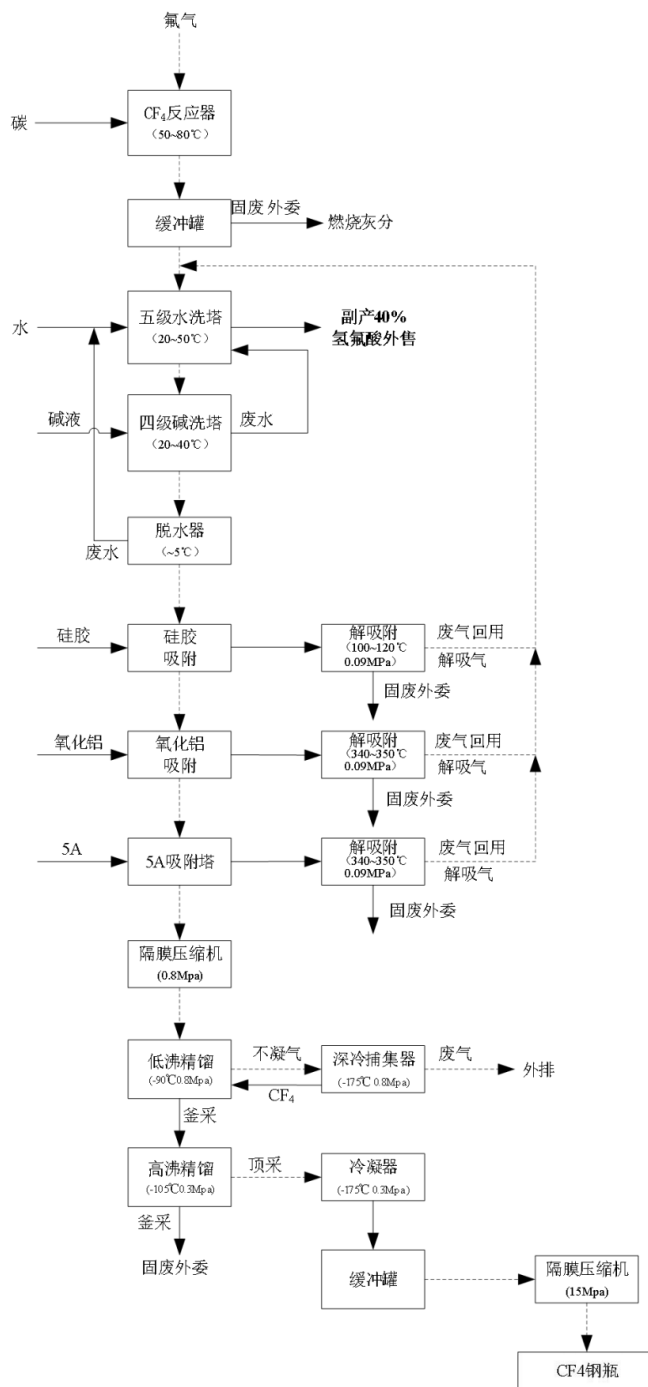 氟气
碳
CF₄反应器
（50~80℃）
固废 外委
缓冲罐
燃烧灰分
水
五级水洗塔
（20~50℃）
副产40%
氢氟酸外售
碱液
四级碱洗塔
（20~40℃）
废水
脱水器
（~5℃）
废水
硅胶
硅胶
吸附
解吸附
（100~120℃
0.09MPa）
废气回用
解吸气
固废外委
氧化铝
氧化铝
吸附
解吸附
（340~350℃
0.09MPa）
废气回用
解吸气
固废外委
5A
5A吸附塔
解吸附
（340~350℃
0.09MPa）
废气回用
解吸气
固废外委
隔膜压缩机
(0.8Mpa)
低沸精馏
(-90℃0.8Mpa)
不凝气
CF₄
深冷捕集器
(-175℃ 0.8Mpa)
废气
外排
釜采
高沸精馏
(-105℃0.3Mpa)
顶采
冷凝器
(-175℃ 0.3Mpa)
釜采
固废外委
缓冲罐
隔膜压缩机
(15Mpa)
CF4钢瓶